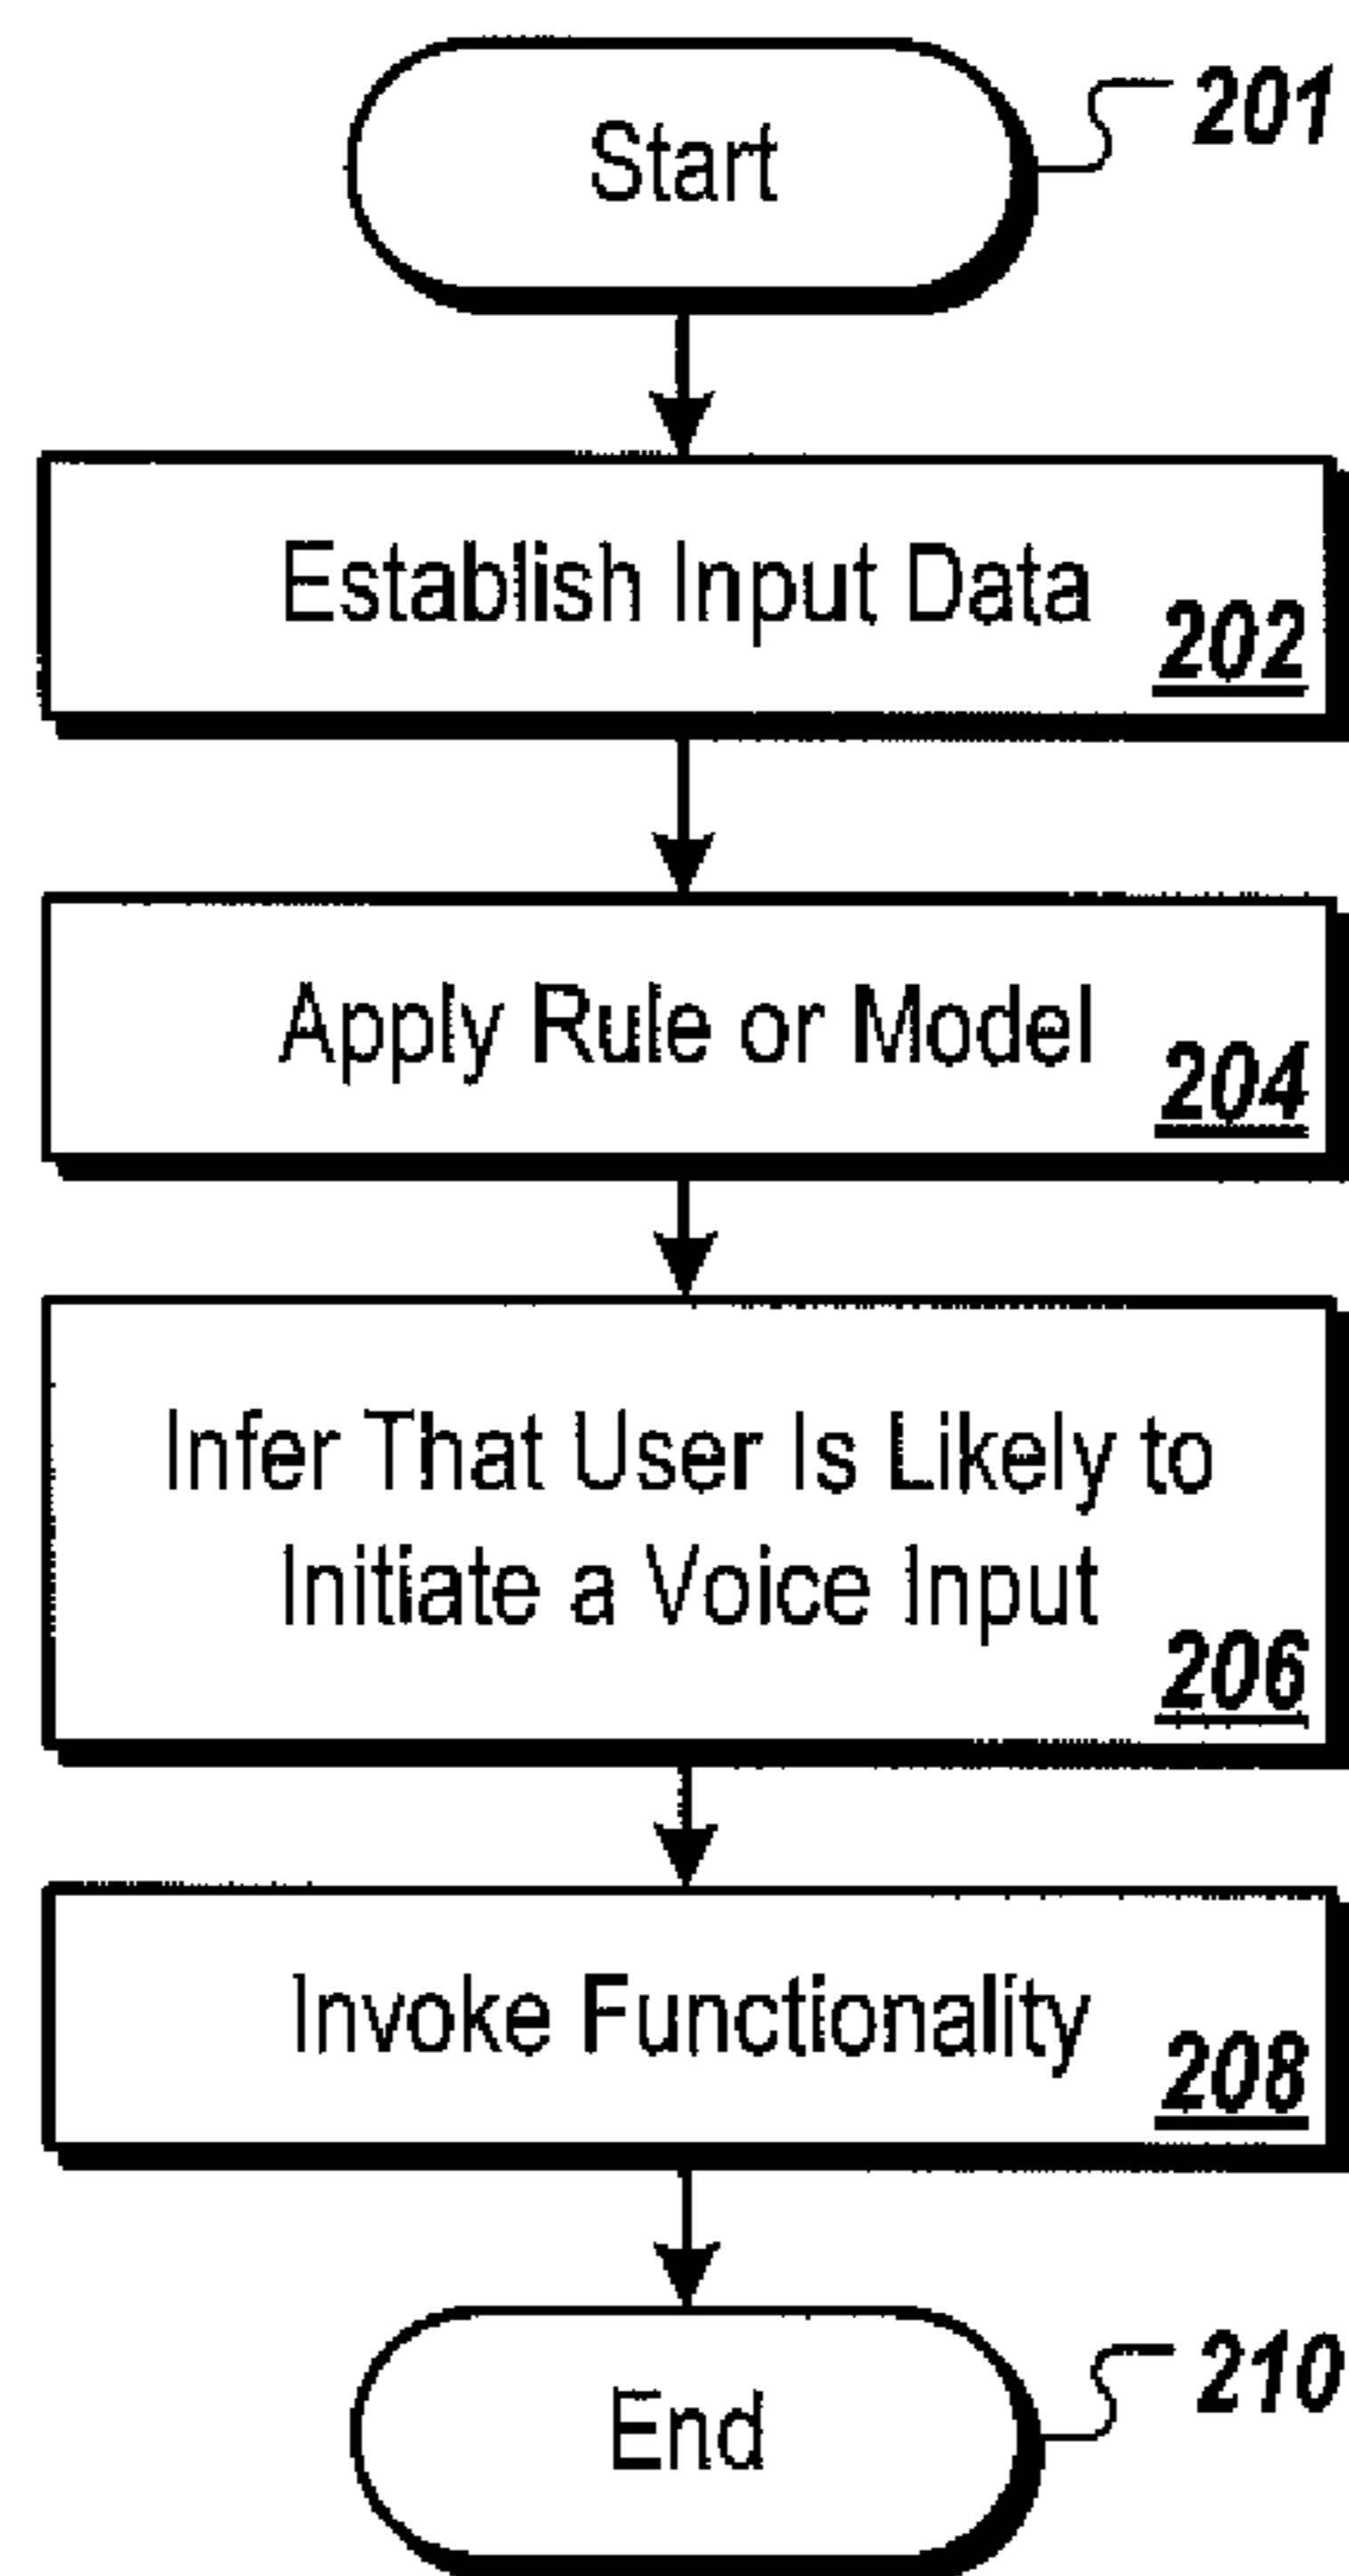 Start
201
Establish Input Data
202
Apply Rule or Model
204
Infer That User Is Likely to
Initiate a Voice Input
206
Invoke Functionality
208
End
210